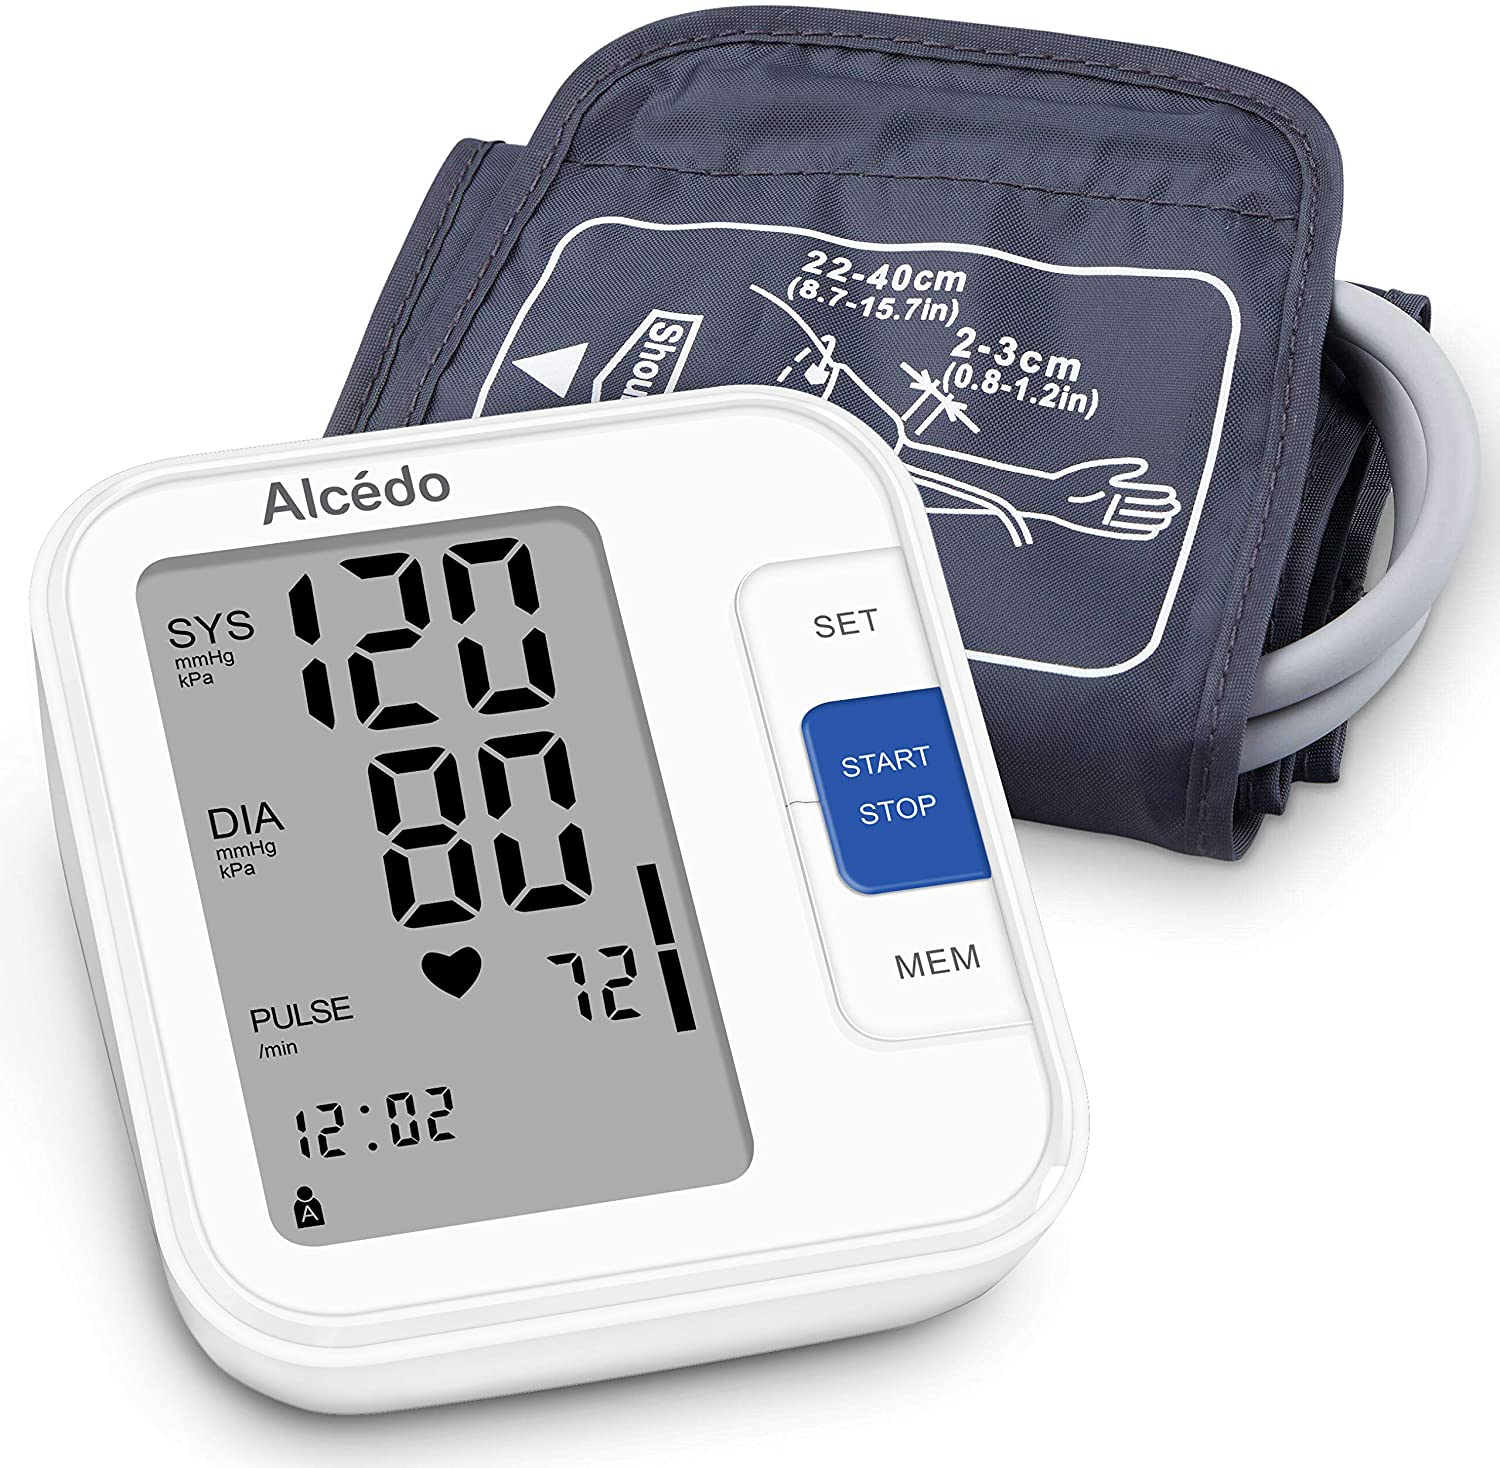 22-40cm
(8.7-15.7in)
2-3cm
(0.8-1.2in)
Alcédo
SYS
mmHg
kPa
120
DIA
mmHg
kPa
80
PULSE
/min
72
12:02
A
SET
START
STOP
MEM